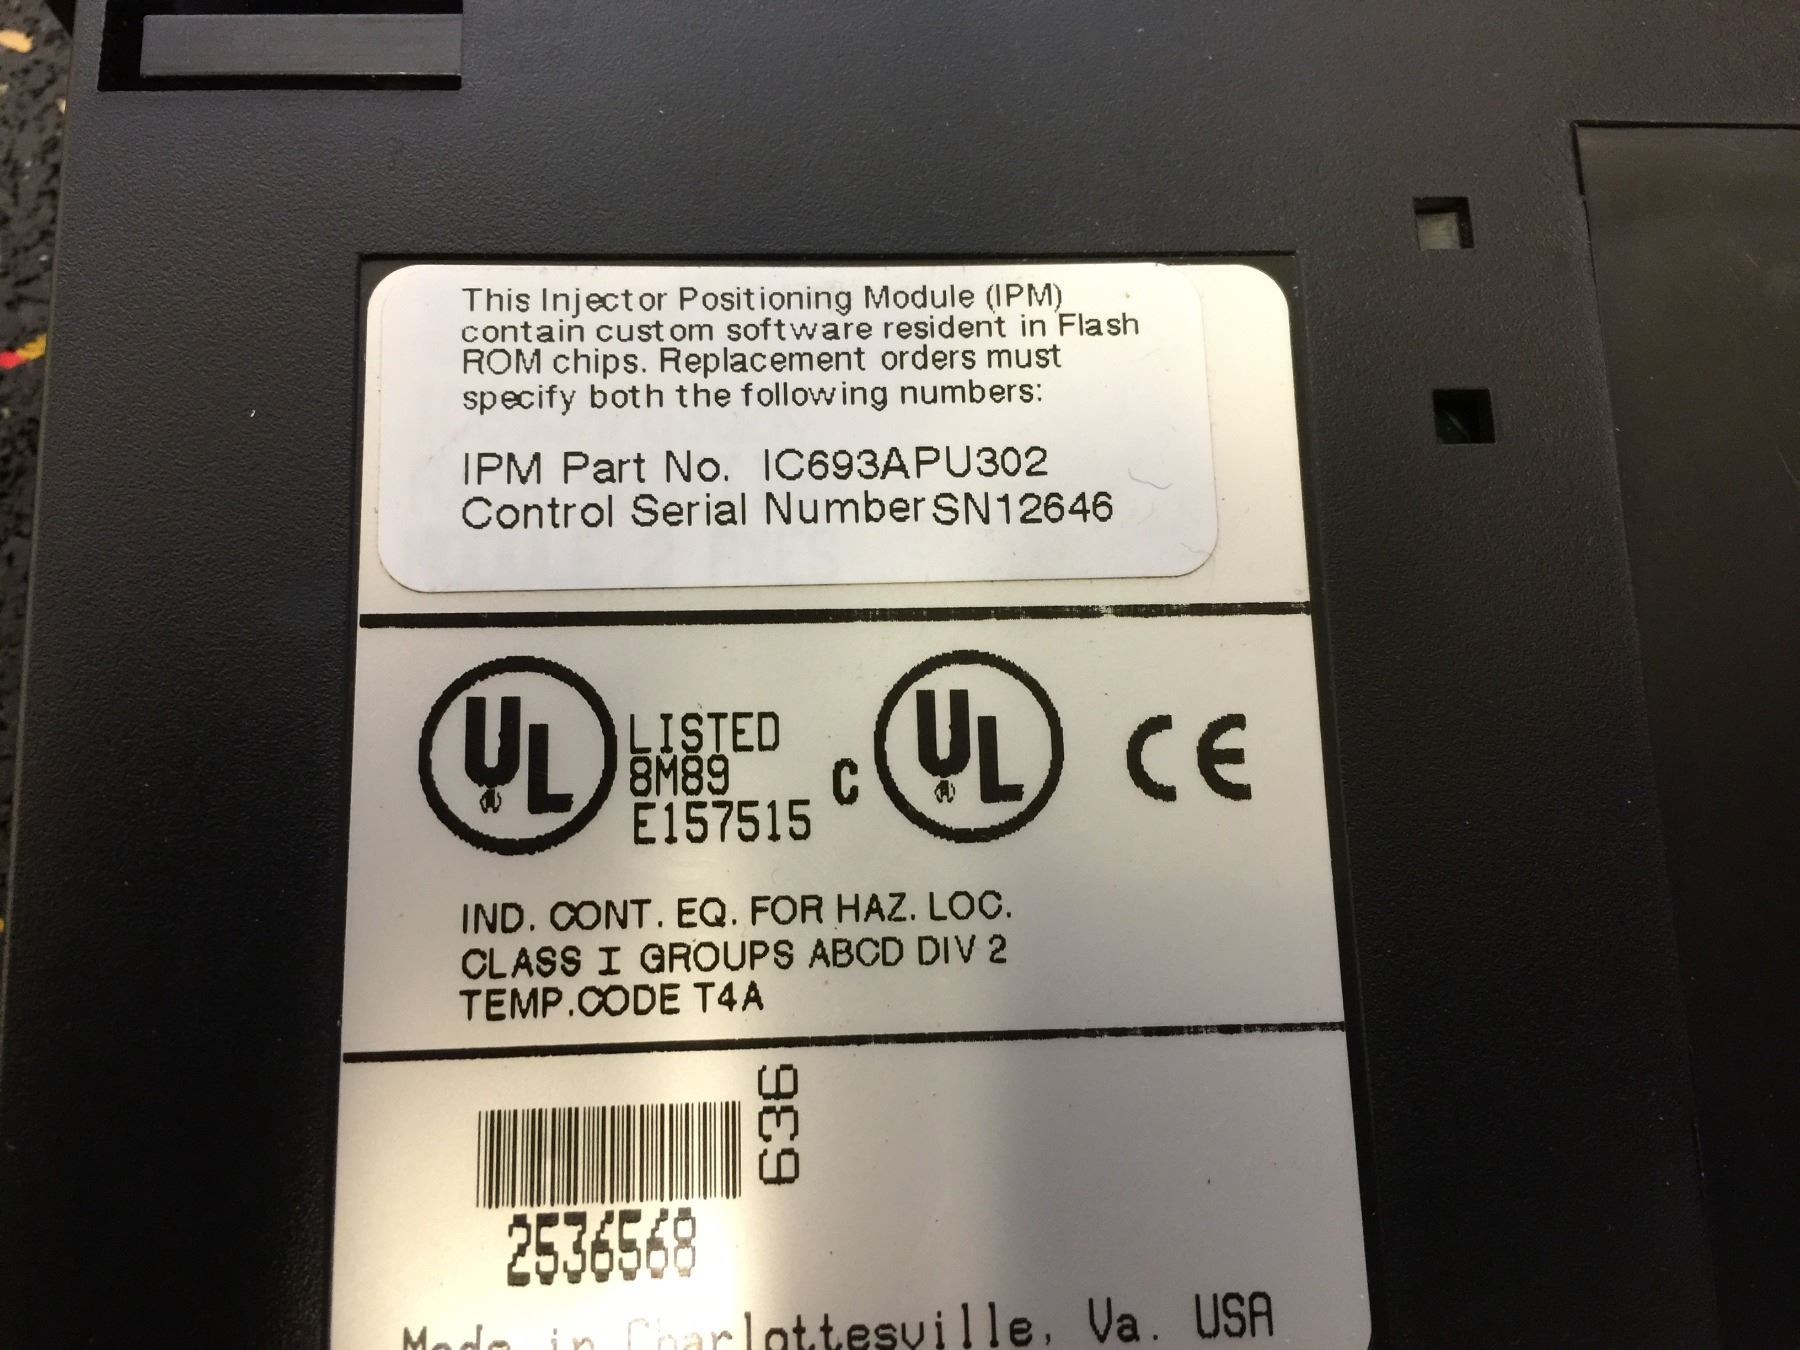 This Injector Positioning Module (IPM)
contain custom software resident in Flash
ROM chips. Replacement orders must
specify both the following numbers:
IPM Part No. IC693APU302
Control Serial Number SN12646
UL LISTED
8M89
E157515
C UL CE
IND. CONT. EQ. FOR HAZ. LOC.
CLASS I GROUPS ABCD DIV 2
TEMP.CODE T4A
636
2536568
Made in Charlottesville, Va. USA